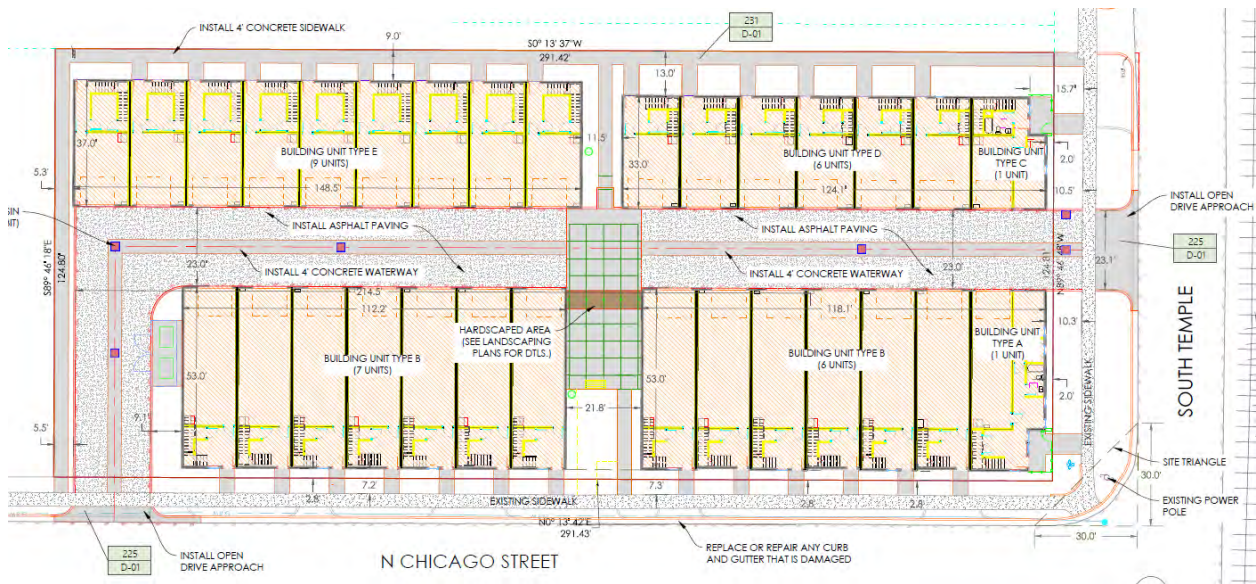 INSTALL 4' CONCRETE SIDEWALK
9.0'
S0° 13' 37"W
291.42'
231
D-01
13.0'
15.7'
37.0'
BUILDING UNIT TYPE E
(9 UNITS)
148.5'
11.5'
33.0'
BUILDING UNIT TYPE D
(6 UNITS)
124.1'
BUILDING UNIT
TYPE C
(1 UNIT)
2.0'
10.5'
5.3'
INSTALL OPEN
DRIVE APPROACH
225
D-01
INSTALL ASPHALT PAVING
INSTALL ASPHALT PAVING
S89° 46' 18"E
124.80'
23.0'
INSTALL 4' CONCRETE WATERWAY
INSTALL 4' CONCRETE WATERWAY
23.0'
124.81'
23.1'
214.5'
112.2'
118.1'
10.3'
HARDSCAPED AREA
(SEE LANDSCAPING
PLANS FOR DTLS.)
BUILDING UNIT TYPE B
(7 UNITS)
BUILDING UNIT TYPE B
(6 UNITS)
BUILDING UNIT
TYPE A
(1 UNIT)
53.0'
53.0'
2.0'
SOUTH TEMPLE
EXISTING SIDEWALK
21.8'
9.1'
5.5'
SITE TRIANGLE
30.0'
7.2
7.3
2.8
2.8
EXISTING SIDEWALK
EXISTING POWER
POLE
N0° 13' 42"E
291.43'
30.0'
225
D-01
INSTALL OPEN
DRIVE APPROACH
N CHICAGO STREET
REPLACE OR REPAIR ANY CURB
AND GUTTER THAT IS DAMAGED